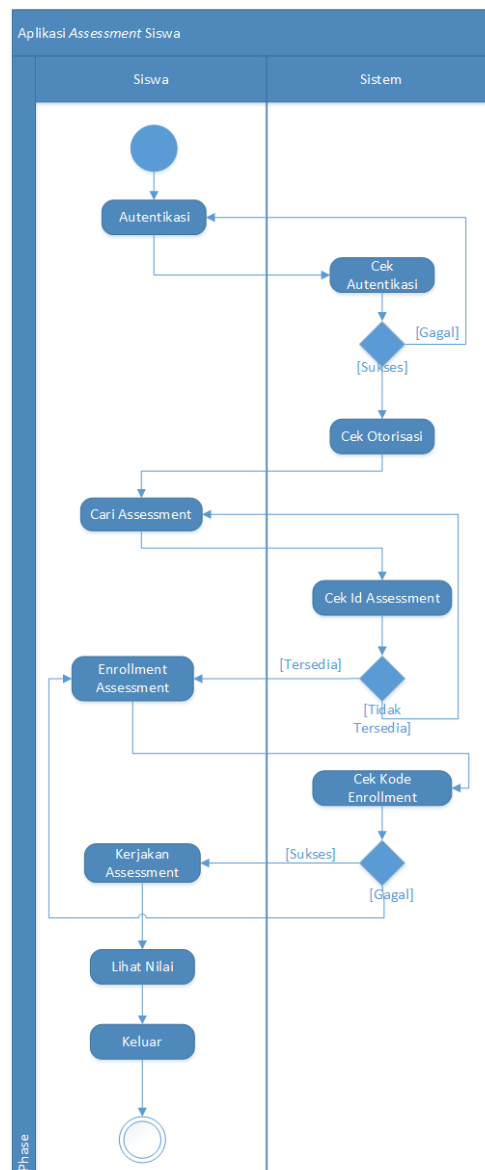 Aplikasi Assessment Siswa
Siswa
Sistem
Autentikasi
Cek
Autentikasi
[Gagal]
[Sukses]
Cek Otorisasi
Cari Assessment
Cek Id Assessment
[Tersedia]
Enrollment
Assessment
[Tidak
Tersedia]
Cek Kode
Enrollment
[Sukses]
Kerjakan
Assessment
[Gagal]
Lihat Nilai
Keluar
Phase